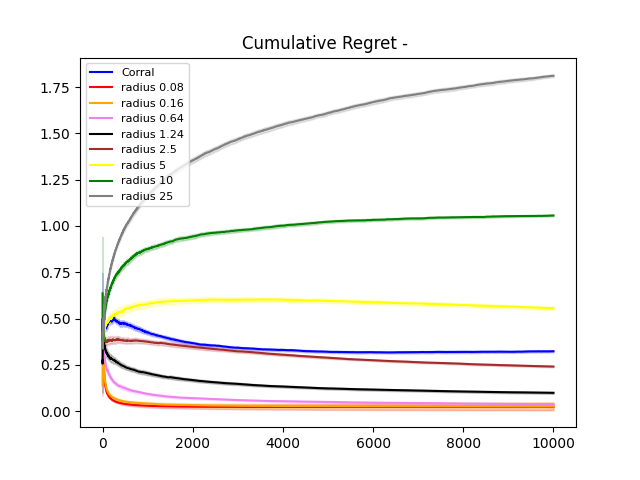 Cumulative Regret -
1.75
1.50
1.25
1.00
0.75
0.50
0.25
0.00
Corral
radius 0.08
radius 0.16
radius 0.64
radius 1.24
radius 2.5
radius 5
radius 10
radius 25
0 2000 4000 6000 8000 10000